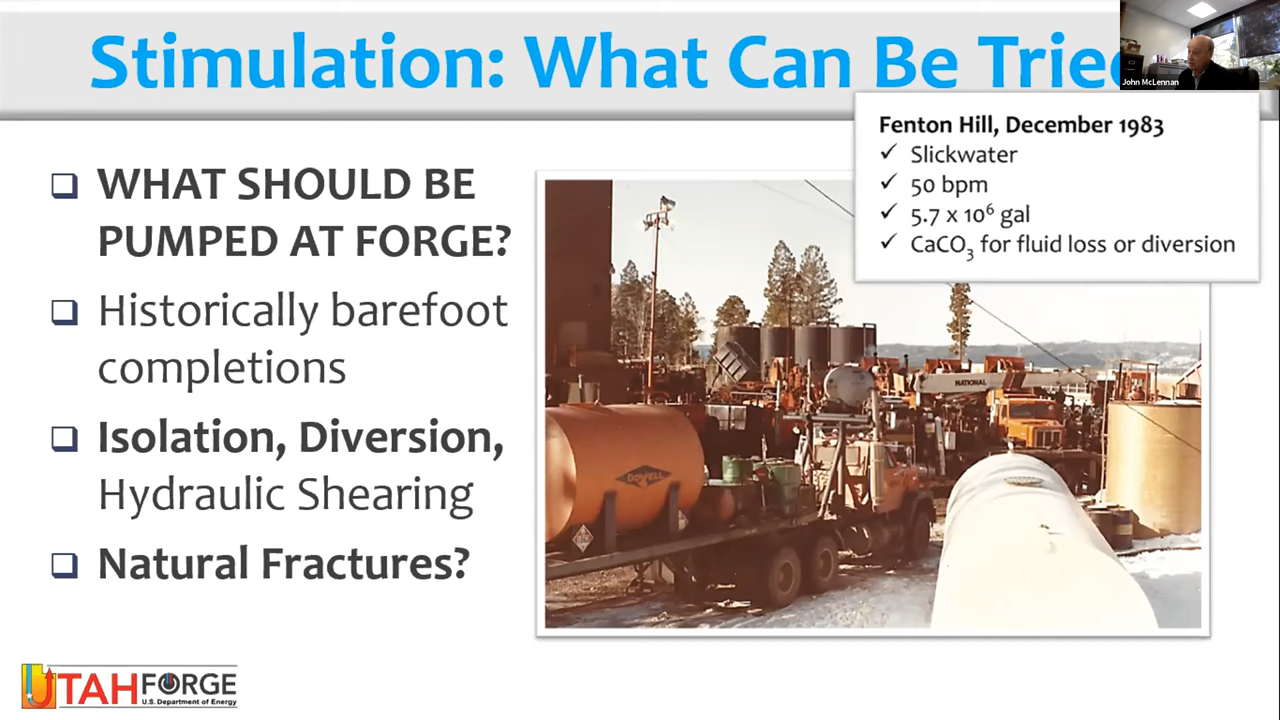 Stimulation: What Can Be Tried
John McLennan
Fenton Hill, December 1983
✓ Slickwater
✓ 50 bpm
✓ 5.7 x 10⁶ gal
✓ CaCO₃ for fluid loss or diversion
❑ WHAT SHOULD BE
PUMPED AT FORGE?
❑ Historically barefoot
completions
❑ Isolation, Diversion,
Hydraulic Shearing
❑ Natural Fractures?
NATIONAL
DOWELL
UTAH FORGE
U.S. Department of Energy